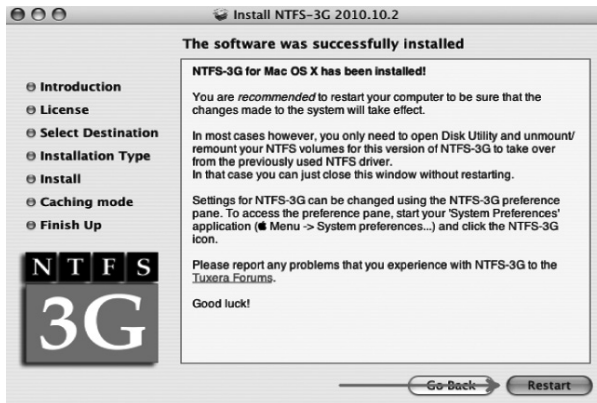 Install NTFS-3G 2010.10.2
The software was successfully installed
Introduction
License
Select Destination
Installation Type
Install
Caching mode
Finish Up
NTFS
3G
NTFS-3G for Mac OS X has been installed!
You are recommended to restart your computer to be sure that the
changes made to the system will take effect.
In most cases however, you only need to open Disk Utility and unmount/
remount your NTFS volumes for this version of NTFS-3G to take over
from the previously used NTFS driver.
In that case you can just close this window without restarting.
Settings for NTFS-3G can be changed using the NTFS-3G preference
pane. To access the preference pane, start your 'System Preferences'
application ( Menu -> System preferences...) and click the NTFS-3G
icon.
Please report any problems that you experience with NTFS-3G to the
Tuxera Forums.
Good luck!
Go Back
Restart